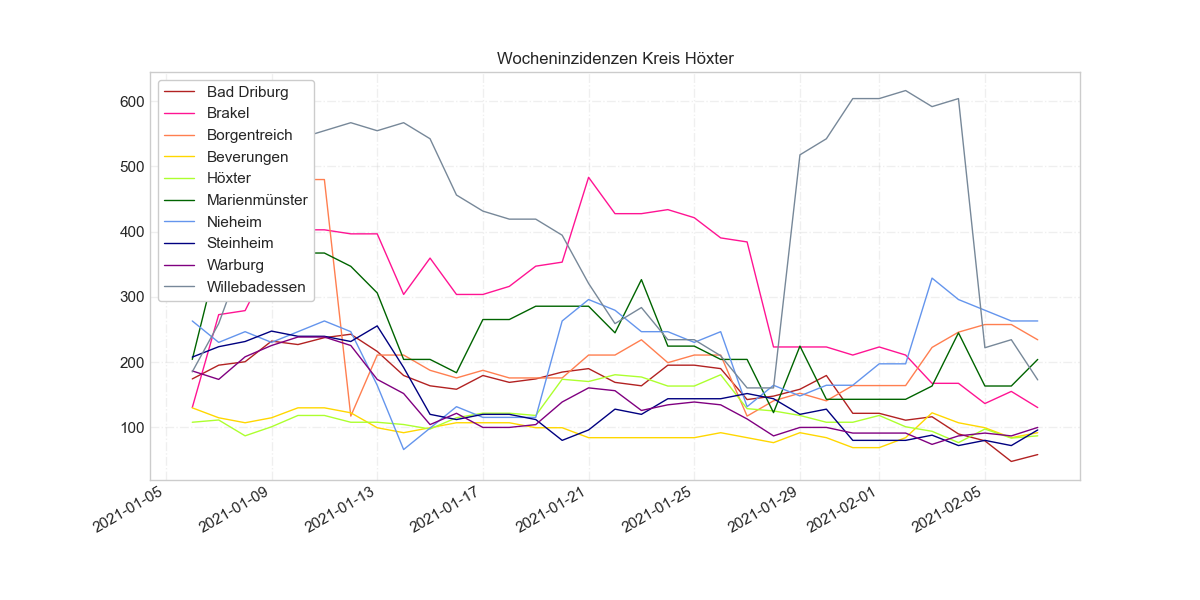 Wocheninzidenzen Kreis Höxter
600
500
400
300
200
100
Bad Driburg
Brakel
Borgentreich
Beverungen
Höxter
Marienmünster
Nieheim
Steinheim
Warburg
Willebadessen
2021-01-05
2021-01-09
2021-01-13
2021-01-17
2021-01-21
2021-01-25
2021-01-29
2021-02-01
2021-02-05